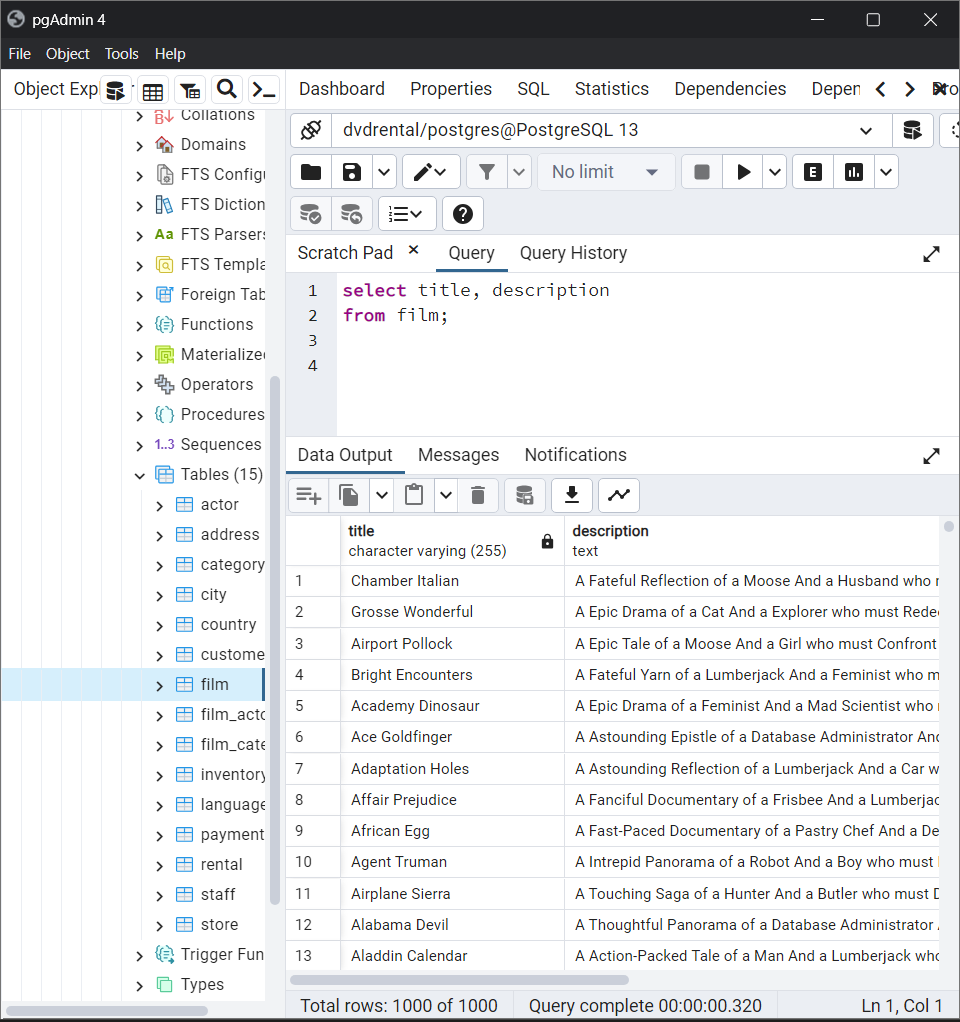 pgAdmin 4
File Object Tools Help
Object Exp
Dashboard Properties SQL Statistics Dependencies Depen
dvdrental/postgres@PostgreSQL 13
No limit
E
Scratch Pad Query Query History
1 select title, description
2 from film;
3
4
Data Output Messages Notifications
title description
character varying (255) text
1 Chamber Italian A Fateful Reflection of a Moose And a Husband who
2 Grosse Wonderful A Epic Drama of a Cat And a Explorer who must Rede
3 Airport Pollock A Epic Tale of a Moose And a Girl who must Confront
4 Bright Encounters A Fateful Yarn of a Lumberjack And a Feminist who m
5 Academy Dinosaur A Epic Drama of a Feminist And a Mad Scientist who
6 Ace Goldfinger A Astounding Epistle of a Database Administrator And
7 Adaptation Holes A Astounding Reflection of a Lumberjack And a Car w
8 Affair Prejudice A Fanciful Documentary of a Frisbee And a Lumberjac
9 African Egg A Fast-Paced Documentary of a Pastry Chef And a De
10 Agent Truman A Intrepid Panorama of a Robot And a Boy who must
11 Airplane Sierra A Touching Saga of a Hunter And a Butler who must D
12 Alabama Devil A Thoughtful Panorama of a Database Administrator
13 Aladdin Calendar A Action-Packed Tale of a Man And a Lumberjack who
Total rows: 1000 of 1000 Query complete 00:00:00.320 Ln 1, Col 1
Collations
Domains
FTS Configu
FTS Diction
Aa FTS Parsers
FTS Templa
Foreign Tab
Functions
Materialized
Operators
Procedures
1..3 Sequences
Tables (15)
actor
address
category
city
country
custome
film
film_acto
film_cate
inventory
language
payment
rental
staff
store
Trigger Fun
Types